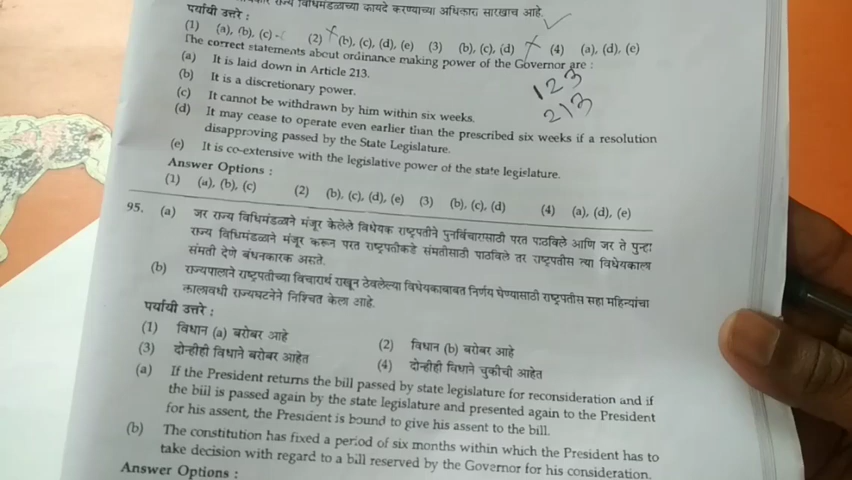 राज्य विधिमंडळाच्या कायदे करण्याच्या अधिकारा सारखाच आहे.
पर्यायी उत्तरे :
(1) (a), (b), (c) (2) (b), (c), (d), (e) (3) (b), (c), (d) (4) (a), (d), (e)
The correct statements about ordinance making power of the Governor are :
(a) It is laid down in Article 213.
(b) It is a discretionary power.
(c) It cannot be withdrawn by him within six weeks.
(d) It may cease to operate even earlier than the prescribed six weeks if a resolution
disapproving passed by the State Legislature.
(e) It is co-extensive with the legislative power of the state legislature.
123
213
Answer Options :
(1) (a), (b), (c) (2) (b), (c), (d), (e) (3) (b), (c), (d) (4) (a), (d), (e)
95. (a) जर राज्य विधिमंडळाने मंजूर केलेले विधेयक राष्ट्रपतीने पुनर्विचारासाठी परत पाठविले आणि जर ते पुन्हा
राज्य विधिमंडळाने मंजूर करून परत राष्ट्रपतीकडे संमतीसाठी पाठविले तर राष्ट्रपतीस त्या विधेयकाला
संमती देणे बंधनकारक असते.
(b) राज्यपालाने राष्ट्रपतीच्या विचारार्थ राखून ठेवलेल्या विधेयकाबाबत निर्णय घेण्यासाठी राष्ट्रपतीस सहा महिन्यांचा
कालावधी राज्यघटनेने निश्चित केला आहे.
पर्यायी उत्तरे :
(1) विधान (a) बरोबर आहे (2) विधान (b) बरोबर आहे
(3) दोन्हीही विधाने बरोबर आहेत (4) दोन्हीही विधाने चुकीची आहेत
(a) If the President returns the bill passed by state legislature for reconsideration and if
the bill is passed again by the state legislature and presented again to the President
for his assent, the President is bound to give his assent to the bill.
(b) The constitution has fixed a period of six months within which the President has to
take decision with regard to a bill reserved by the Governor for his consideration.
Answer Options :